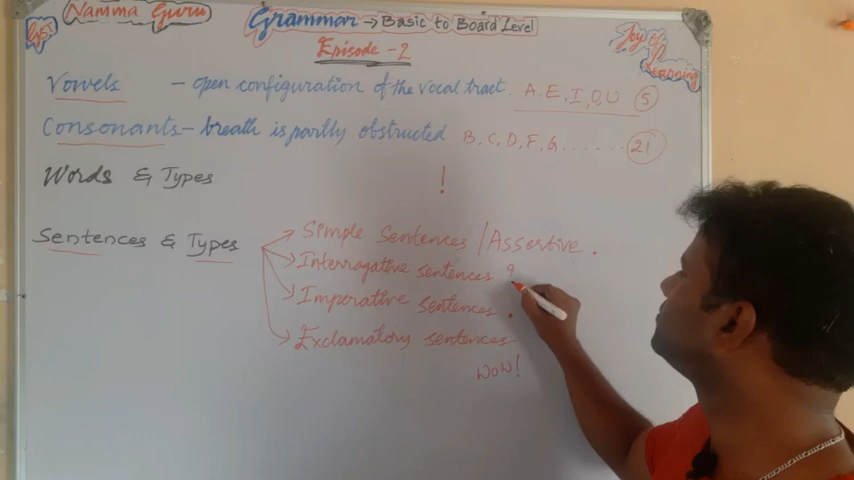 Namma Guru
Grammar → Basic to Board Level
Joy of Learning
Episode - 2
Vowels - open configuration of the vocal tract. A, E, I, O, U 5
Consonants - breath is partly obstructed B, C, D, F, G....... 21
Words & Types !
Sentences & Types
Simple Sentences / Assertive .
Interrogative sentences ?
Imperative sentences .
Exclamatory sentences
WOW!